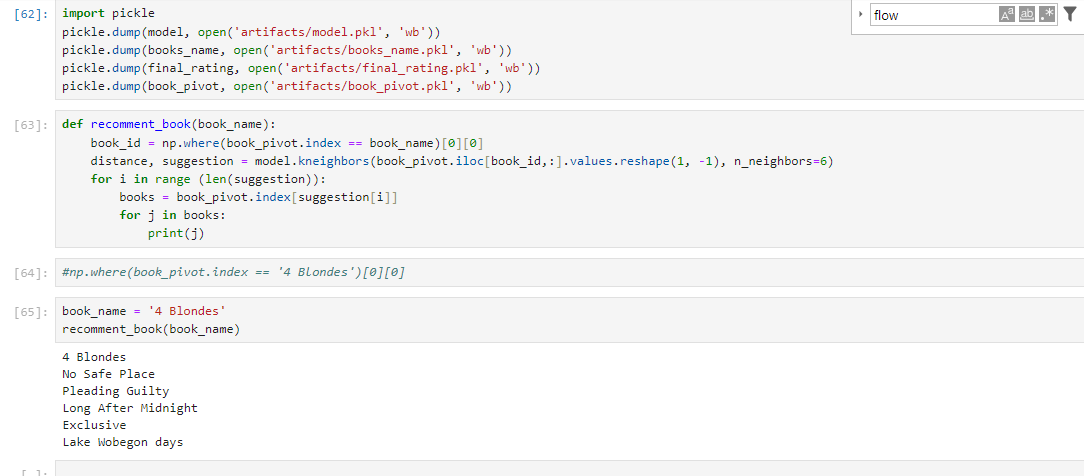 [62]:
import pickle
pickle.dump(model, open('artifacts/model.pkl', 'wb'))
pickle.dump(books_name, open('artifacts/books_name.pkl', 'wb'))
pickle.dump(final_rating, open('artifacts/final_rating.pkl', 'wb'))
pickle.dump(book_pivot, open('artifacts/book_pivot.pkl', 'wb'))
flow
Aa
ab
.*
[63]:
def recomment_book(book_name):
    book_id = np.where(book_pivot.index == book_name)[0][0]
    distance, suggestion = model.kneighbors(book_pivot.iloc[book_id,:].values.reshape(1, -1), n_neighbors=6)
    for i in range (len(suggestion)):
        books = book_pivot.index[suggestion[i]]
        for j in books:
            print(j)
[64]:
#np.where(book_pivot.index == '4 Blondes')[0][0]
[65]:
book_name = '4 Blondes'
recomment_book(book_name)
4 Blondes
No Safe Place
Pleading Guilty
Long After Midnight
Exclusive
Lake Wobegon days
[ ]: